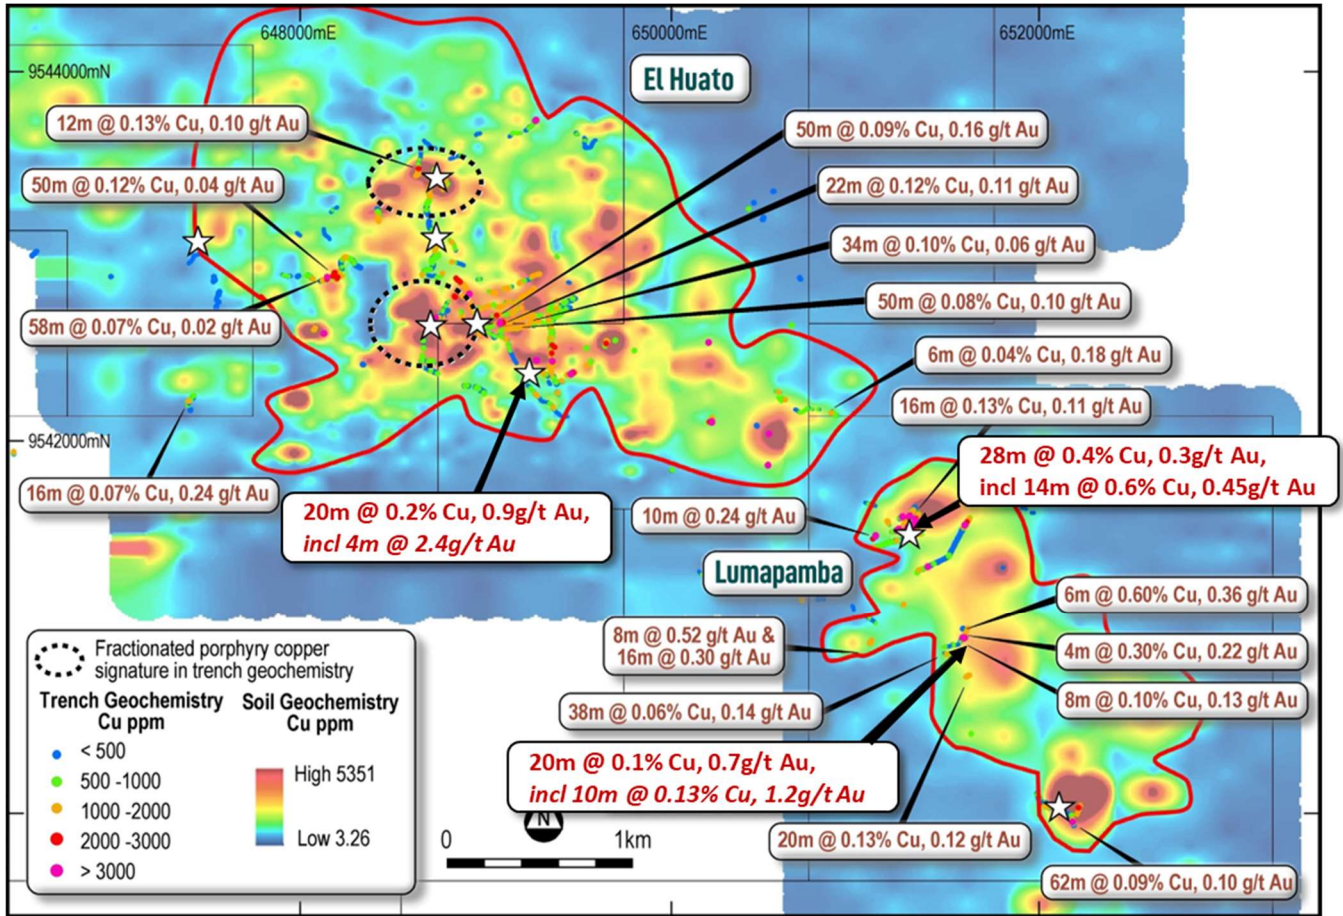 648000mE
650000mE
652000mE
9544000mN
El Huato
12m @ 0.13% Cu, 0.10 g/t Au
50m @ 0.09% Cu, 0.16 g/t Au
50m @ 0.12% Cu, 0.04 g/t Au
22m @ 0.12% Cu, 0.11 g/t Au
34m @ 0.10% Cu, 0.06 g/t Au
50m @ 0.08% Cu, 0.10 g/t Au
58m @ 0.07% Cu, 0.02 g/t Au
6m @ 0.04% Cu, 0.18 g/t Au
16m @ 0.13% Cu, 0.11 g/t Au
9542000mN
28m @ 0.4% Cu, 0.3g/t Au,
incl 14m @ 0.6% Cu, 0.45g/t Au
16m @ 0.07% Cu, 0.24 g/t Au
20m @ 0.2% Cu, 0.9g/t Au,
incl 4m @ 2.4g/t Au
10m @ 0.24 g/t Au
Lumapamba
6m @ 0.60% Cu, 0.36 g/t Au
8m @ 0.52 g/t Au &
16m @ 0.30 g/t Au
4m @ 0.30% Cu, 0.22 g/t Au
8m @ 0.10% Cu, 0.13 g/t Au
38m @ 0.06% Cu, 0.14 g/t Au
20m @ 0.1% Cu, 0.7g/t Au,
incl 10m @ 0.13% Cu, 1.2g/t Au
20m @ 0.13% Cu, 0.12 g/t Au
62m @ 0.09% Cu, 0.10 g/t Au
Fractionated porphyry copper
signature in trench geochemistry
Trench Geochemistry
Cu ppm
< 500
500 -1000
1000 -2000
2000 -3000
> 3000
Soil Geochemistry
Cu ppm
High 5351
Low 3.26
N
0
1km